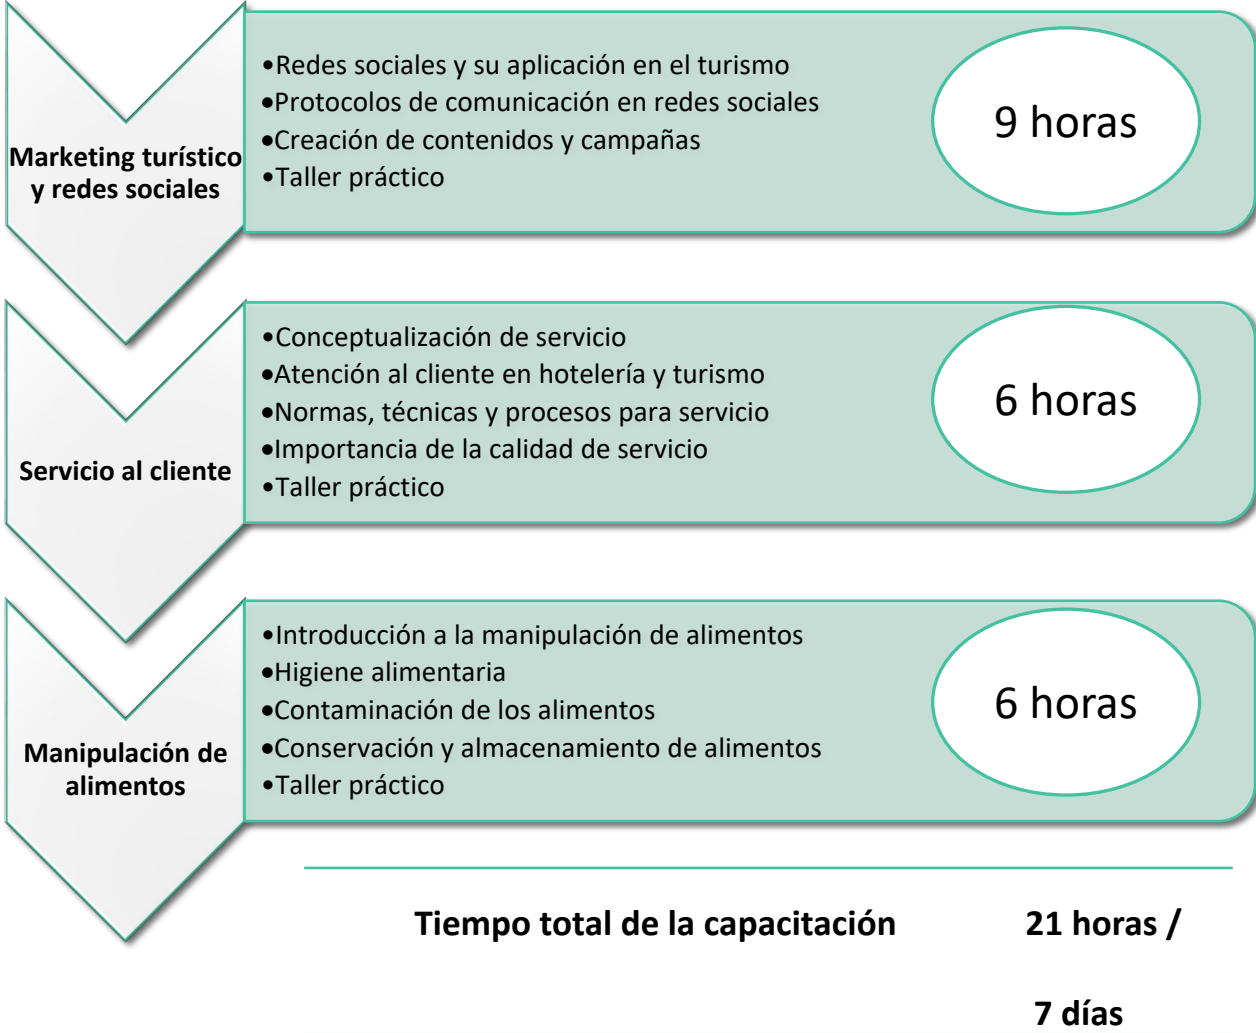 Marketing turístico
y redes sociales
•Redes sociales y su aplicación en el turismo
•Protocolos de comunicación en redes sociales
•Creación de contenidos y campañas
•Taller práctico
9 horas
Servicio al cliente
•Conceptualización de servicio
•Atención al cliente en hotelería y turismo
•Normas, técnicas y procesos para servicio
•Importancia de la calidad de servicio
•Taller práctico
6 horas
Manipulación de
alimentos
•Introducción a la manipulación de alimentos
•Higiene alimentaria
•Contaminación de los alimentos
•Conservación y almacenamiento de alimentos
•Taller práctico
6 horas
Tiempo total de la capacitación 21 horas /
7 días